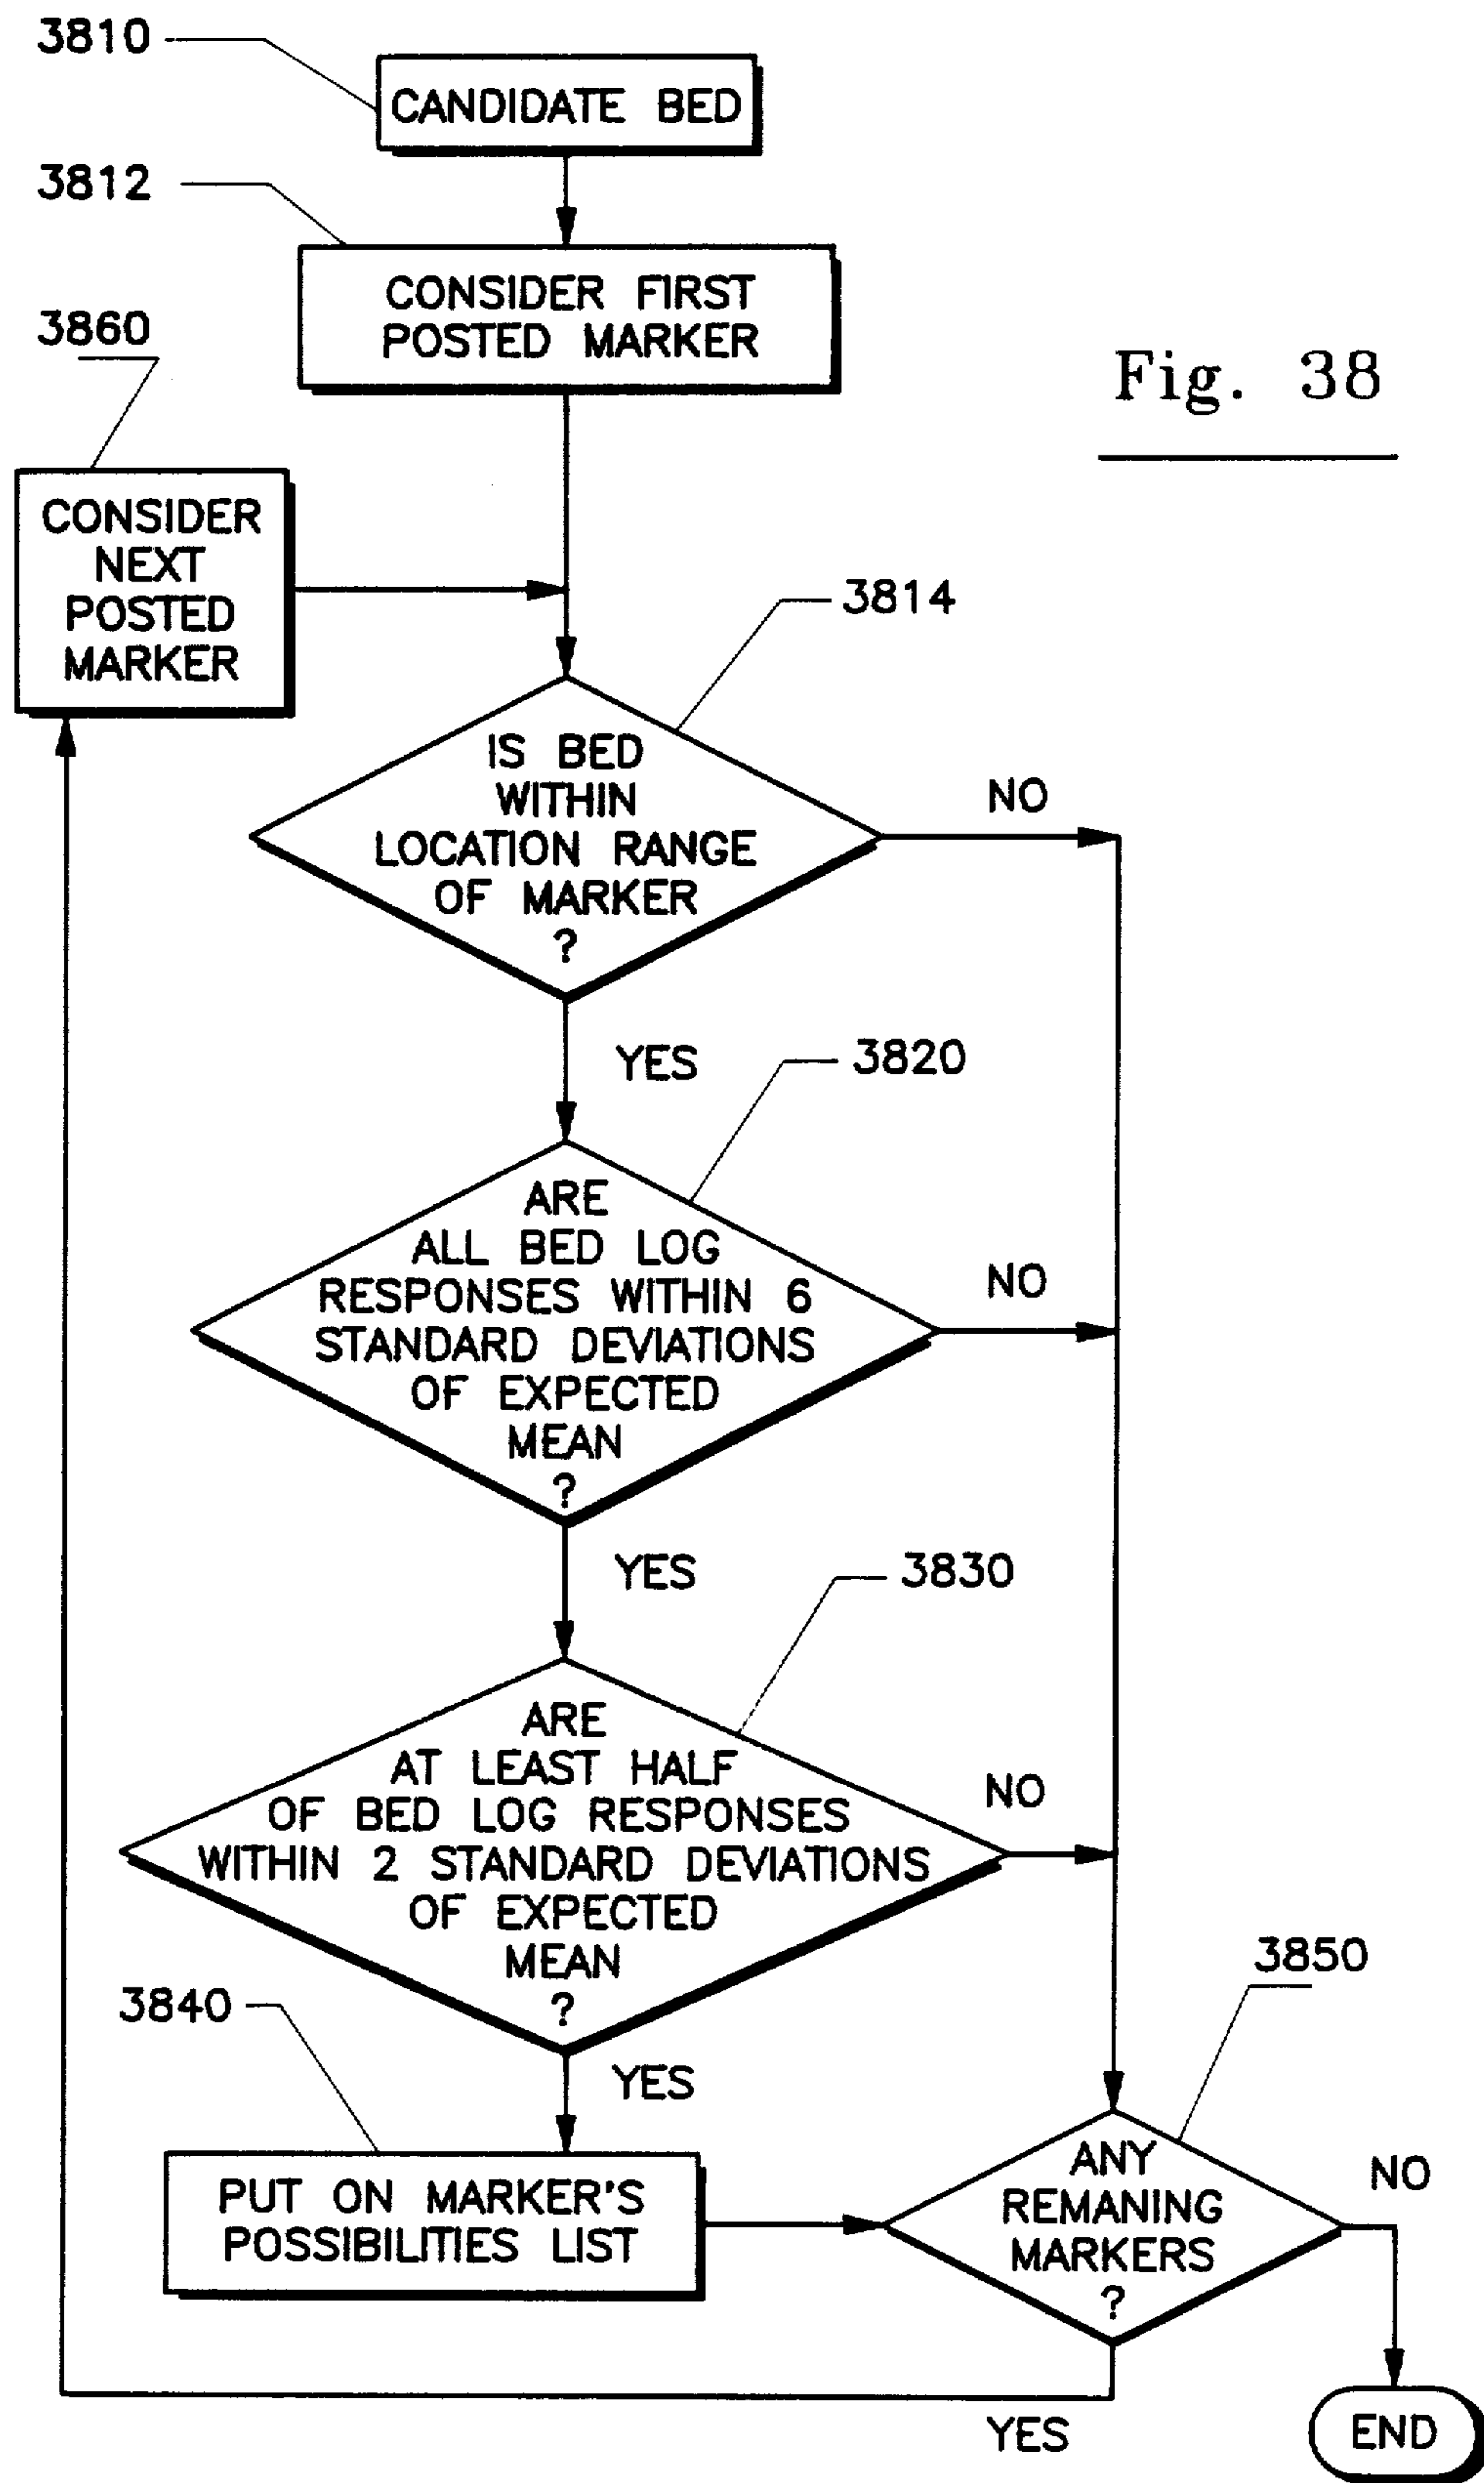 3810
CANDIDATE BED
3812
CONSIDER FIRST
POSTED MARKER
3860
Fig. 38
CONSIDER
NEXT
POSTED
MARKER
3814
IS BED
WITHIN
LOCATION RANGE
OF MARKER
?
NO
YES
3820
ARE
ALL BED LOG
RESPONSES WITHIN 6
STANDARD DEVIATIONS
OF EXPECTED
MEAN
?
NO
YES
3830
ARE
AT LEAST HALF
OF BED LOG RESPONSES
WITHIN 2 STANDARD DEVIATIONS
OF EXPECTED
MEAN
?
NO
3840
YES
PUT ON MARKER'S
POSSIBILITIES LIST
3850
ANY
REMANING
MARKERS
?
NO
YES
END